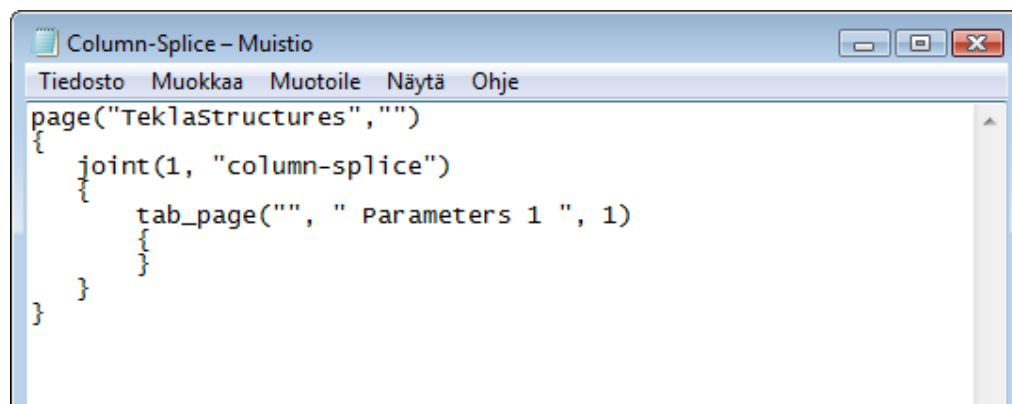 Column-Splice – Muistio
Tiedosto Muokkaa Muotoile Näytä Ohje
page("TeklaStructures","")
{
joint(1, "column-splice")
{
tab_page("", " Parameters 1 ", 1)
{
}
}
}